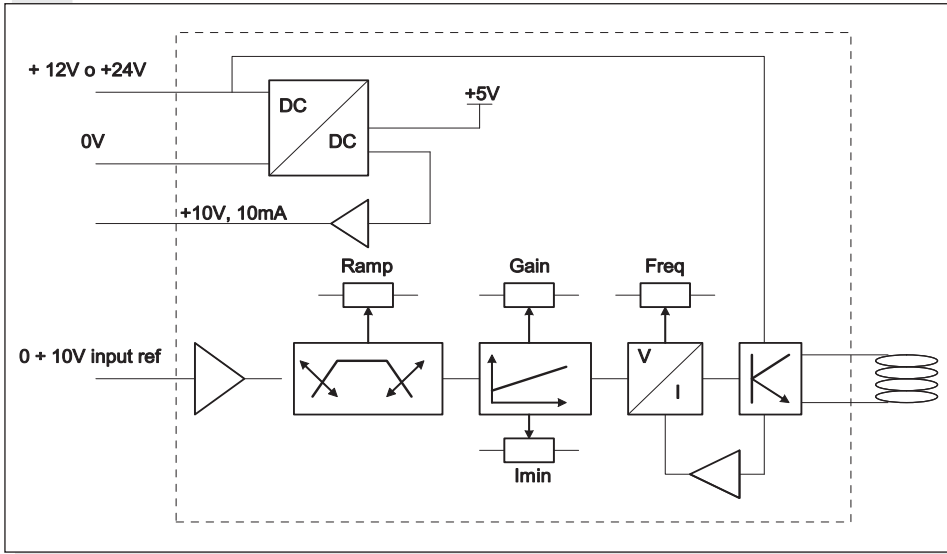 + 12V o +24V
DC
+5V
DC
0V
+10V, 10mA
Ramp
Gain
Freq
0 + 10V input ref
V
I
Imin